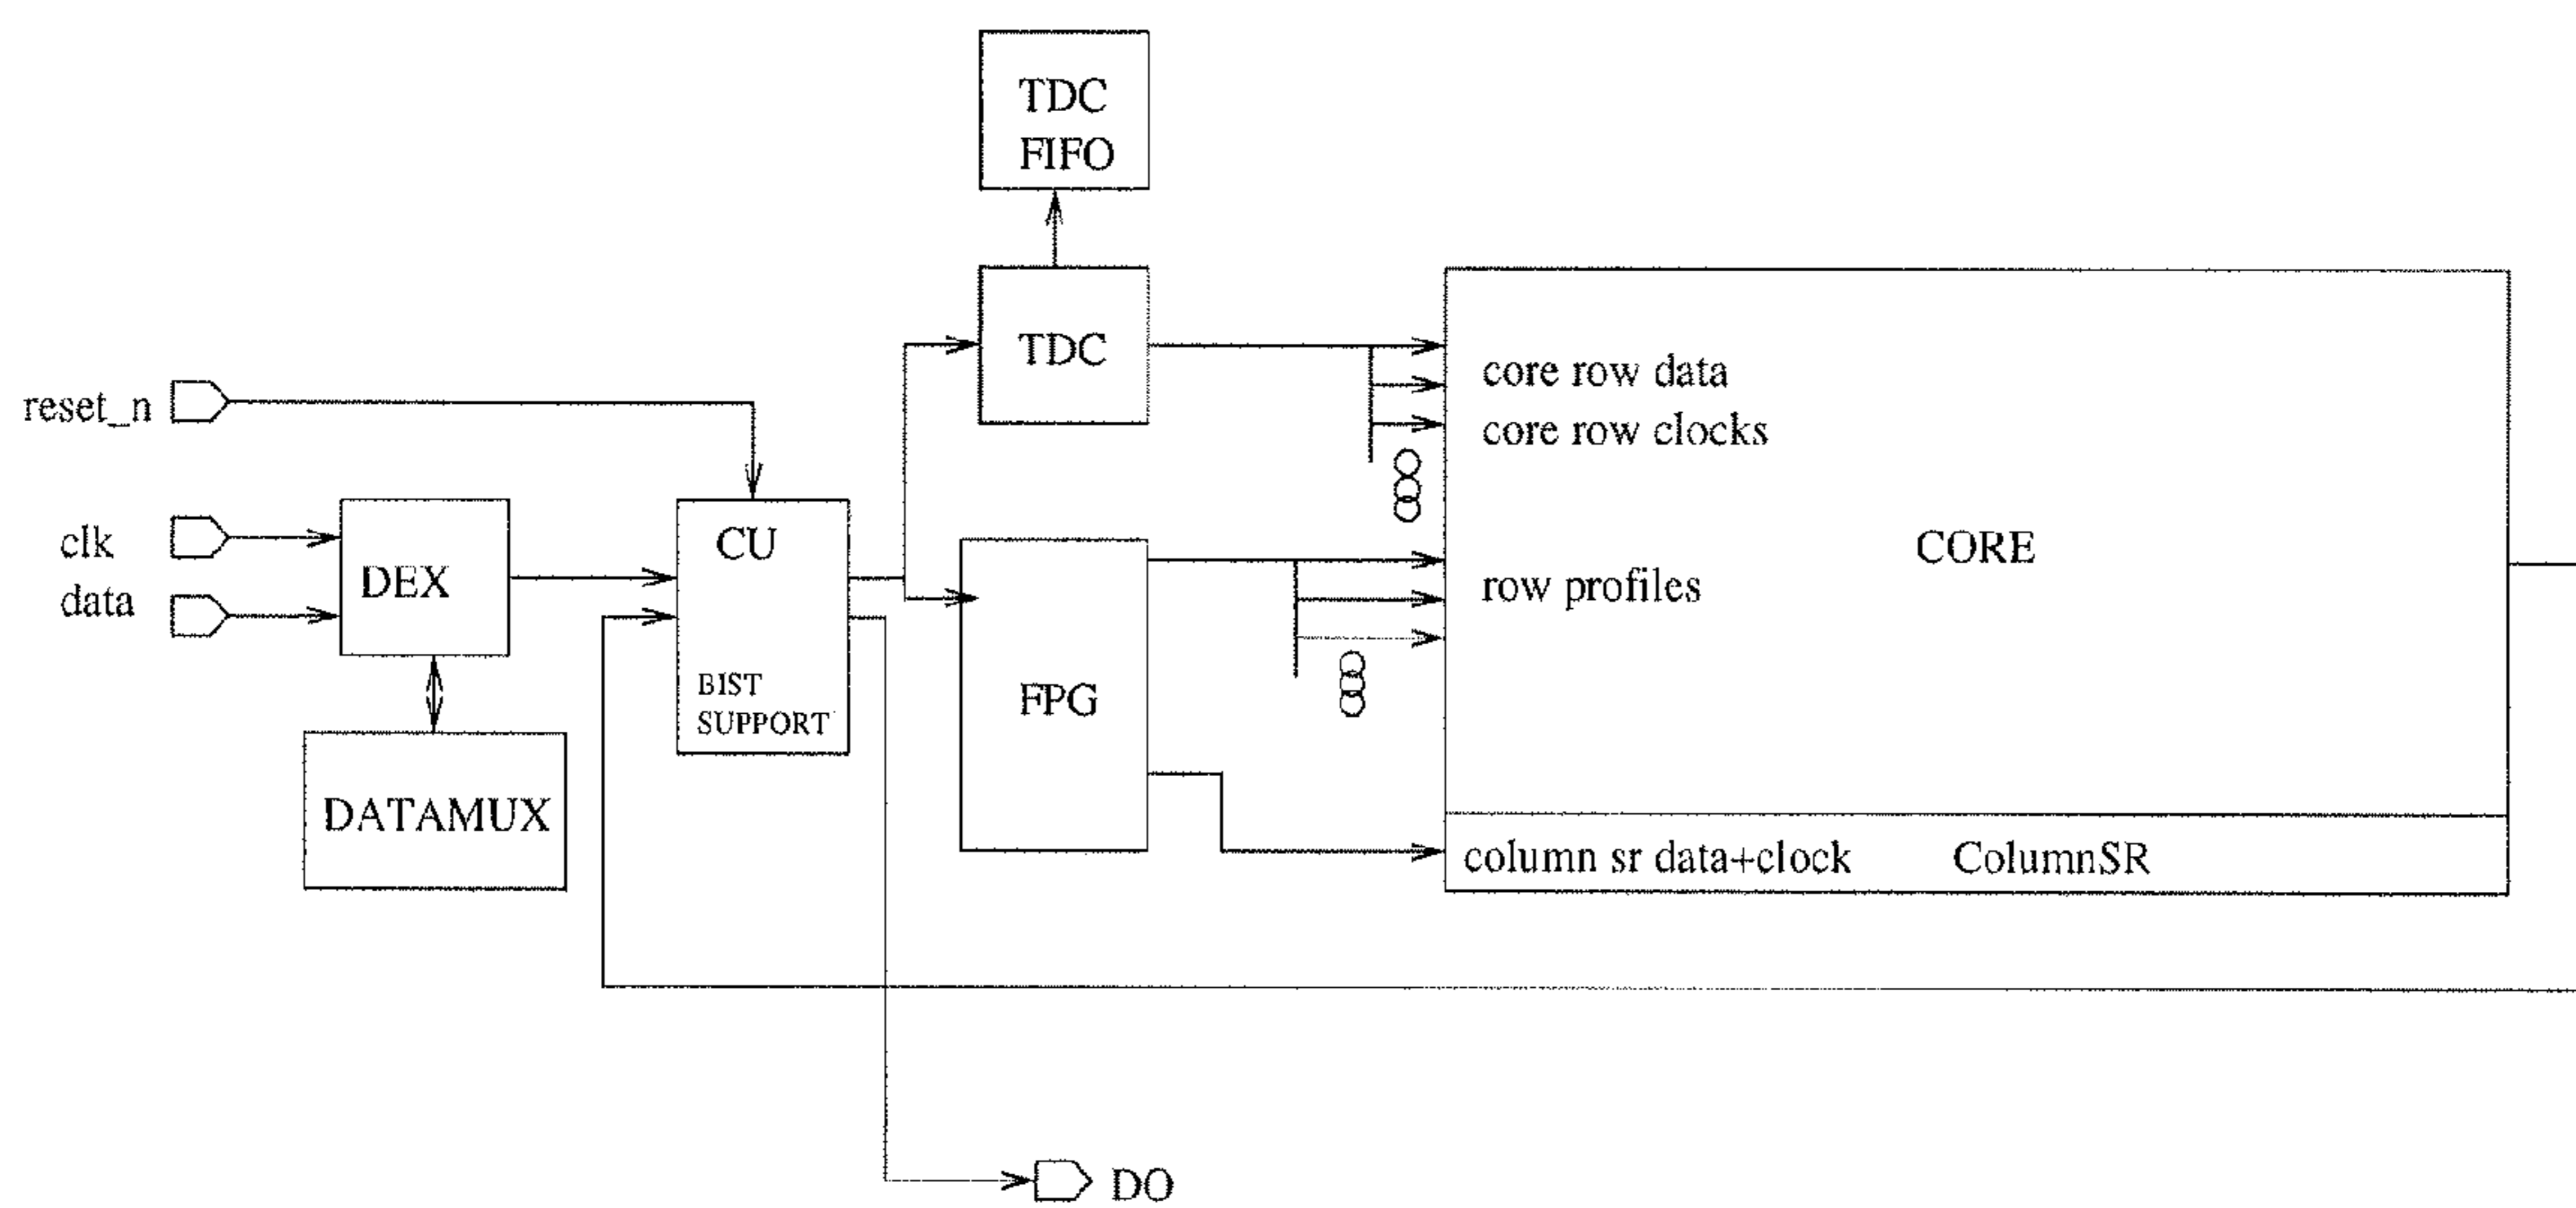 TDC
FIFO
TDC
core row data
core row clocks
reset_n
clk
data
DEX
CU
BIST
SUPPORT
FPG
row profiles
CORE
DATAMUX
column sr data+clock
ColumnSR
DO